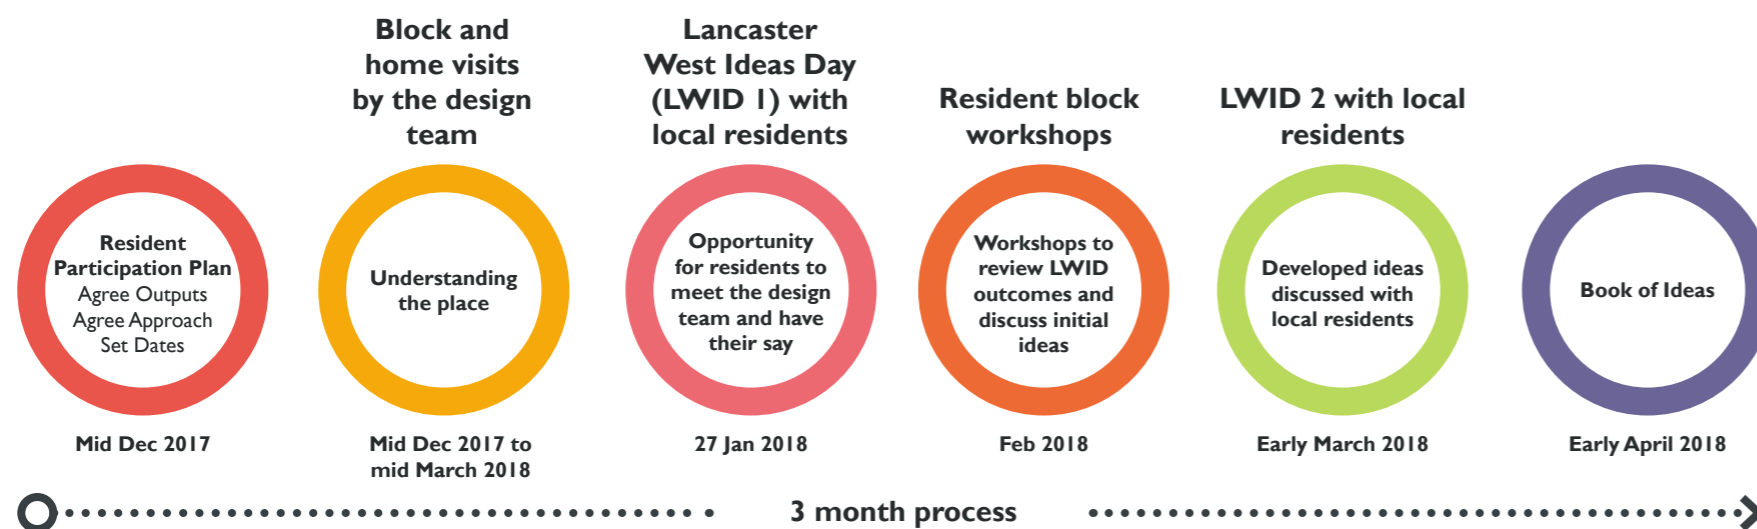 Block and
home visits
by the design
team
Lancaster
West Ideas Day
(LWID 1) with
local residents
Resident block
workshops
LWID 2 with local
residents
Resident
Participation Plan
Agree Outputs
Agree Approach
Set Dates
Understanding
the place
Opportunity
for residents to
meet the design
team and have
their say
Workshops to
review LWID
outcomes and
discuss initial
ideas
Developed ideas
discussed with
local residents
Book of Ideas
Mid Dec 2017
Mid Dec 2017 to
mid March 2018
27 Jan 2018
Feb 2018
Early March 2018
Early April 2018
3 month process